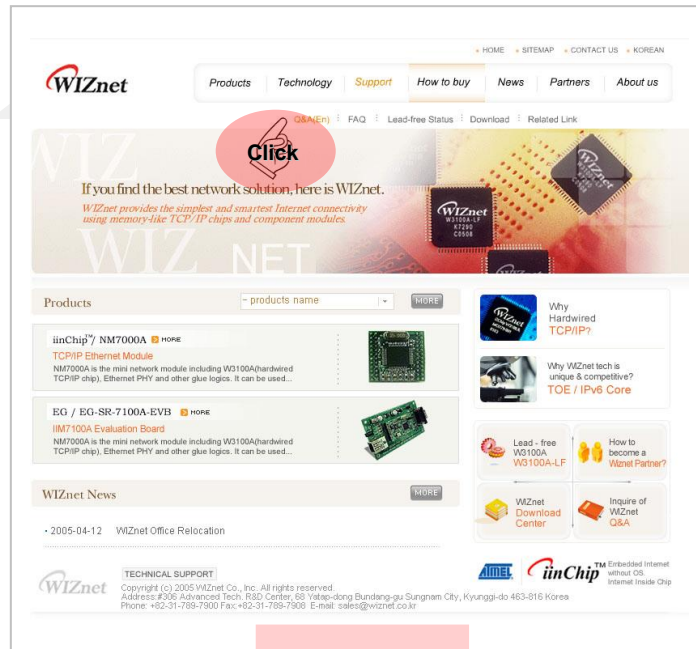 HOME SITEMAP CONTACT US KOREAN
WIZnet
Products Technology Support How to buy News Partners About us
Q&A(En) FAQ Lead-free Status Download Related Link
Click
WIZ
If you find the best network solution, here is WIZnet.
WIZnet provides the simplest and smartest Internet connectivity
using memory-like TCP/IP chips and component modules.
WIZ NET
WIZnet
W3100A-LF
K7290
C0508
Products
– products name
MORE
iinChip™/ NM7000A MORE
TCP/IP Ethernet Module
NM7000A is the mini network module including W3100A(hardwired
TCP/IP chip), Ethernet PHY and other glue logics. It can be used...
EG / EG-SR-7100A-EVB MORE
IIM7100A Evaluation Board
NM7000A is the mini network module including W3100A(hardwired
TCP/IP chip), Ethernet PHY and other glue logics. It can be used...
Why
Hardwired
TCP/IP?
Why WIZnet tech is
unique & competitive?
TOE / IPv6 Core
Lead - free
W3100A
W3100A-LF
How to
become a
Wiznet Partner?
WIZnet
Download
Center
Inquire of
WIZnet
Q&A
WIZnet News
MORE
· 2005-04-12 WIZnet Office Relocation
WIZnet
TECHNICAL SUPPORT
Copyright (c) 2005 WIZnet Co., Inc. All rights reserved.
Address:#306 Advanced Tech. R&D Center, 68 Yatap-dong Bundang-gu Sungnam City, Kyunggi-do 463-816 Korea
Phone: +82-31-789-7900 Fax:+82-31-789-7908 E-mail: sales@wiznet.co.kr
ATMEL
iinChip™
Embedded Internet
without OS.
Internet Inside Chip